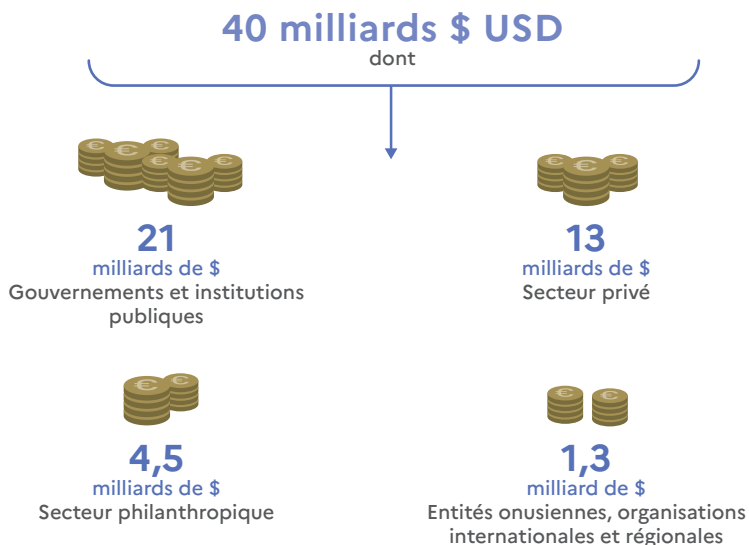 40 milliards $ USD
dont
21
milliards de $
Gouvernements et institutions
publiques
13
milliards de $
Secteur privé
4,5
milliards de $
Secteur philanthropique
1,3
milliard de $
Entités onusiennes, organisations
internationales et régionales